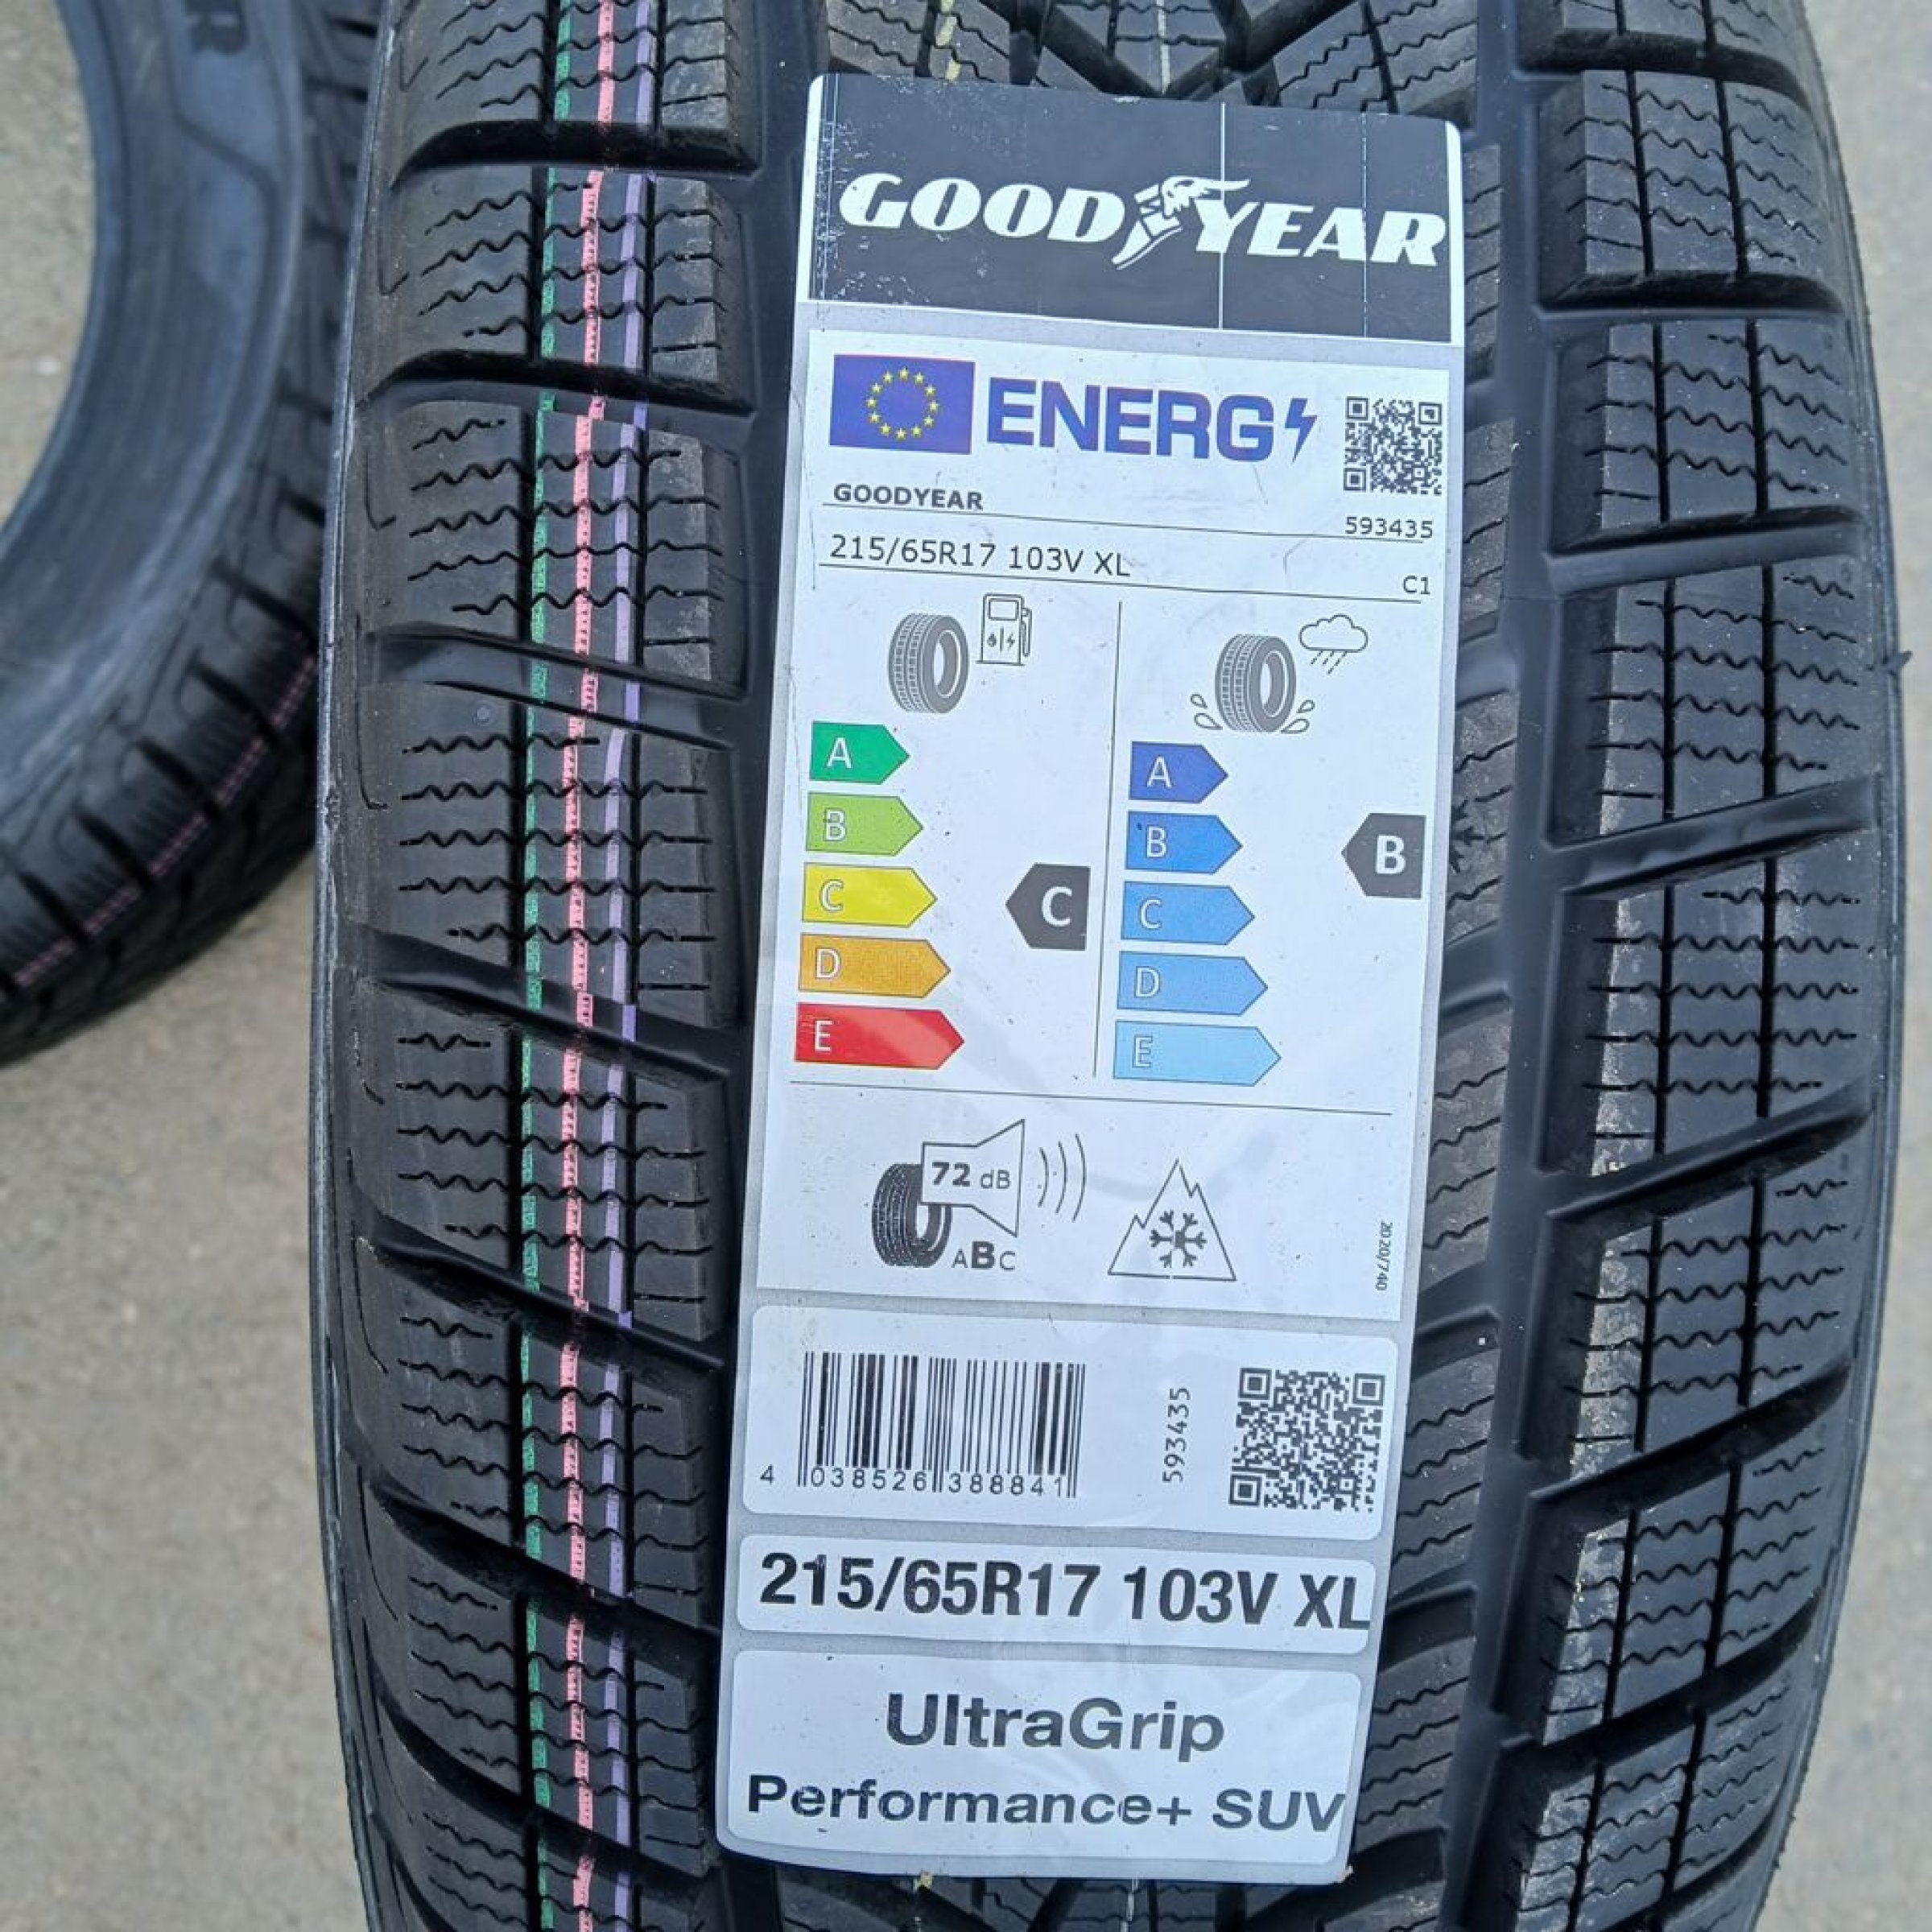 GOODYEAR
ENERG
GOODYEAR
593435
215/65R17 103V XL
C1
A
B
C
D
E
C
A
B
C
D
E
B
72 dB
ABC
2020/740
4 038526 388841
593435
215/65R17 103V XL
UltraGrip
Performance+ SUV